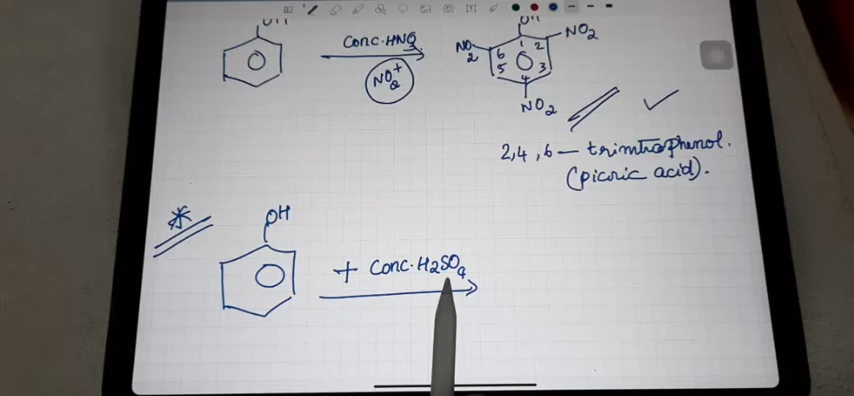 OH
Conc.HNO3
NO2+
OH
NO2
NO2
1
2
3
4
5
6
NO2
2,4,6 — trinitrophenol.
(picric acid).
OH
+ Conc.H2SO4